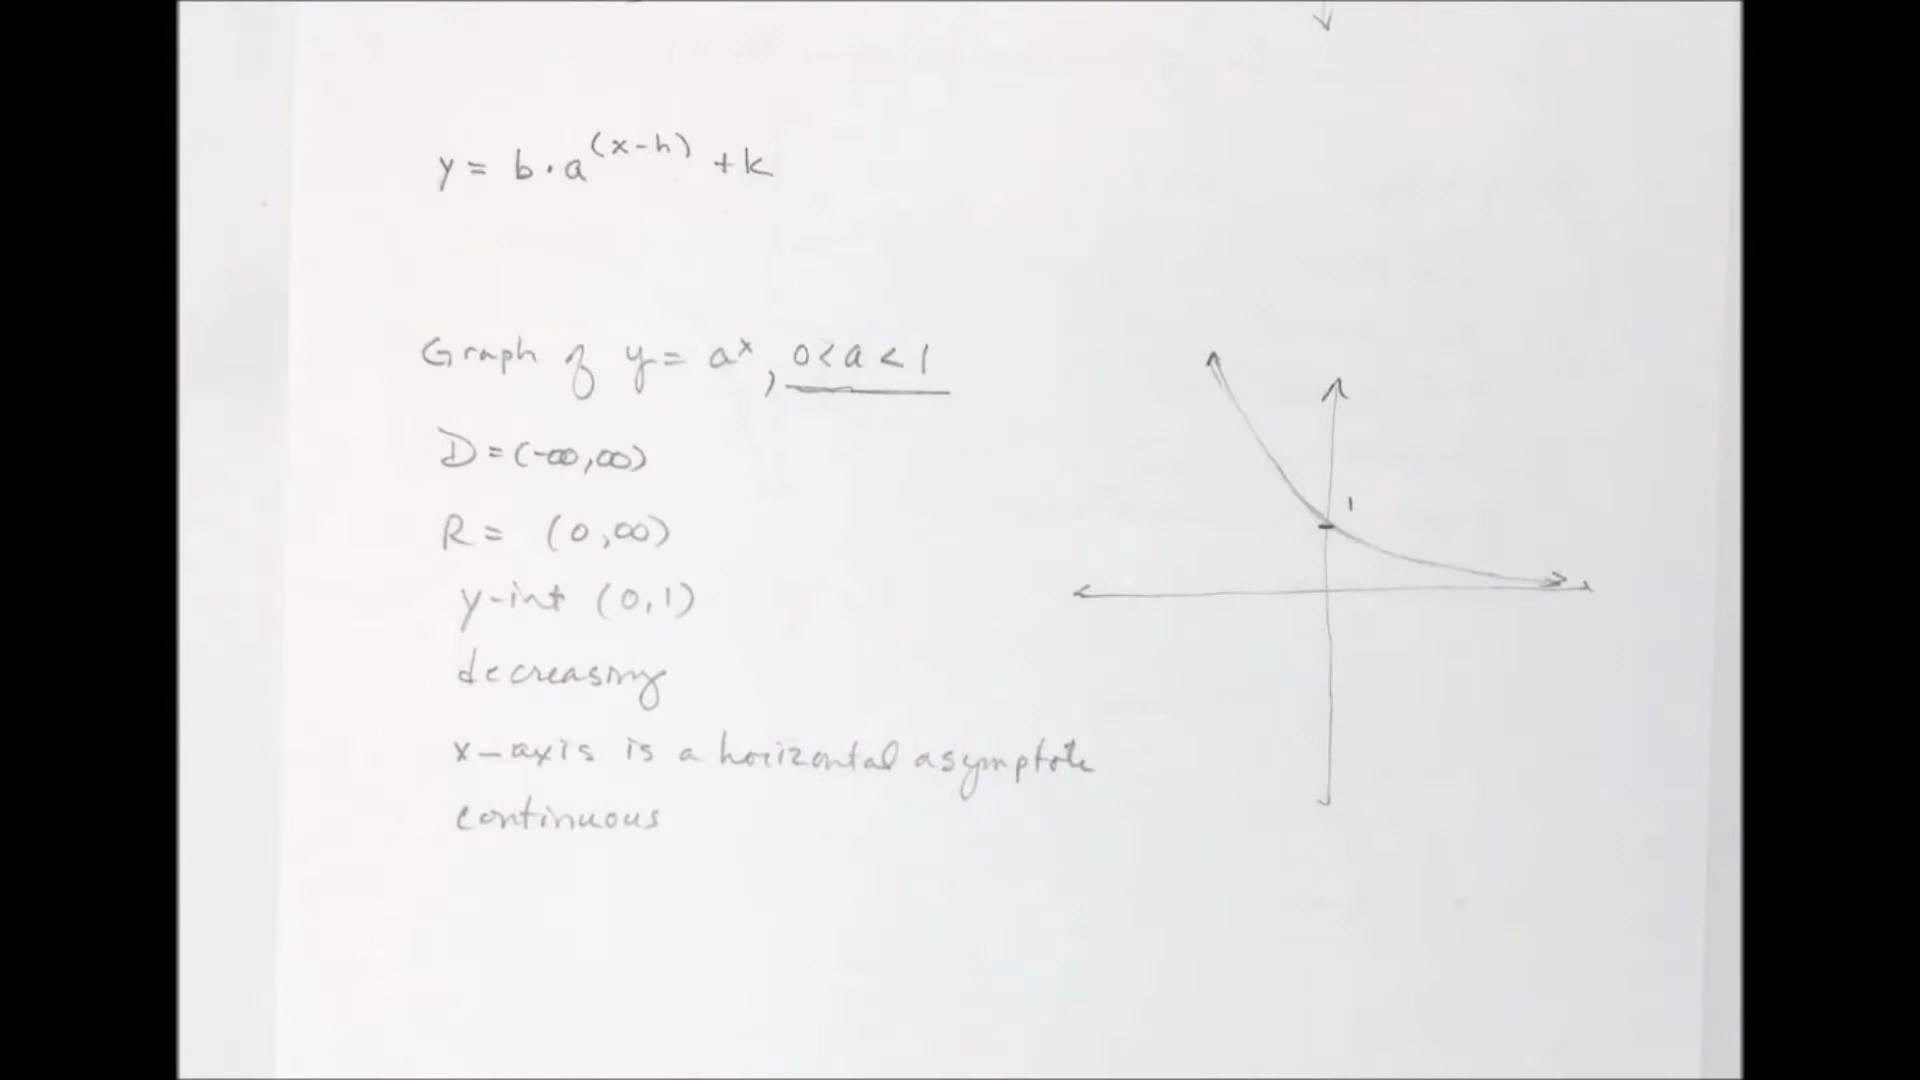 y = b · a^(x-h) + k
Graph of y = a^x, 0 < a < 1
D = (-∞, ∞)
R = (0, ∞)
y-int (0, 1)
decreasing
x-axis is a horizontal asymptote
continuous
1